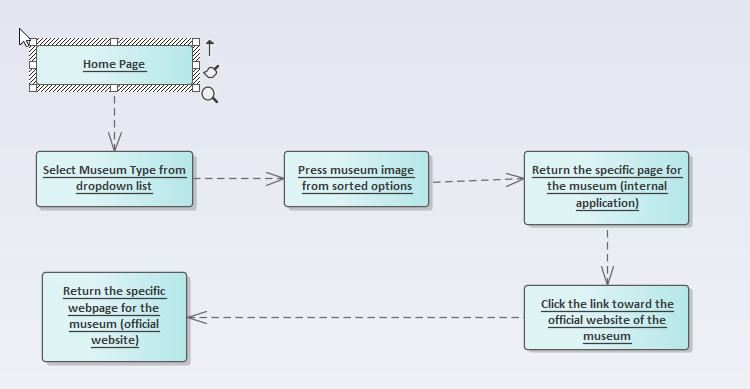 Home Page
Select Museum Type from
dropdown list
Press museum image
from sorted options
Return the specific page for
the museum (internal
application)
Return the specific
webpage for the
museum (official
website)
Click the link toward the
official website of the
museum